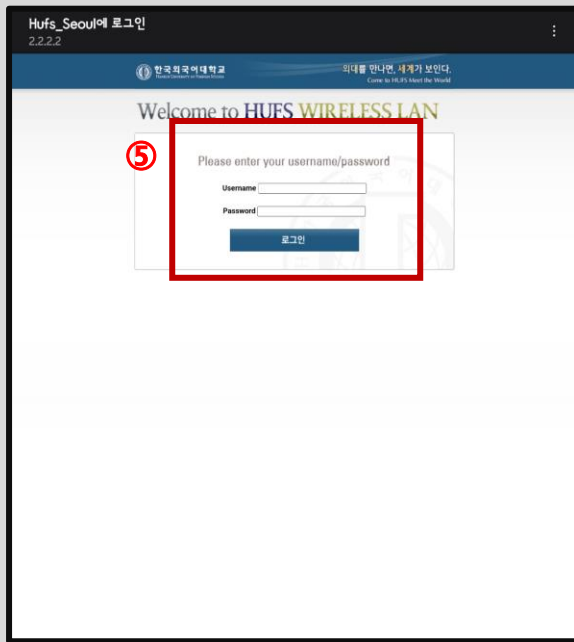 Hufs_Seoul에 로그인
2.2.2.2
한국외국어대학교
외대를 만나면, 세계가 보인다.
Come to HUFS Meet the World
Welcome to HUFS WIRELESS LAN
⑤
Please enter your username/password
Username
Password
로그인